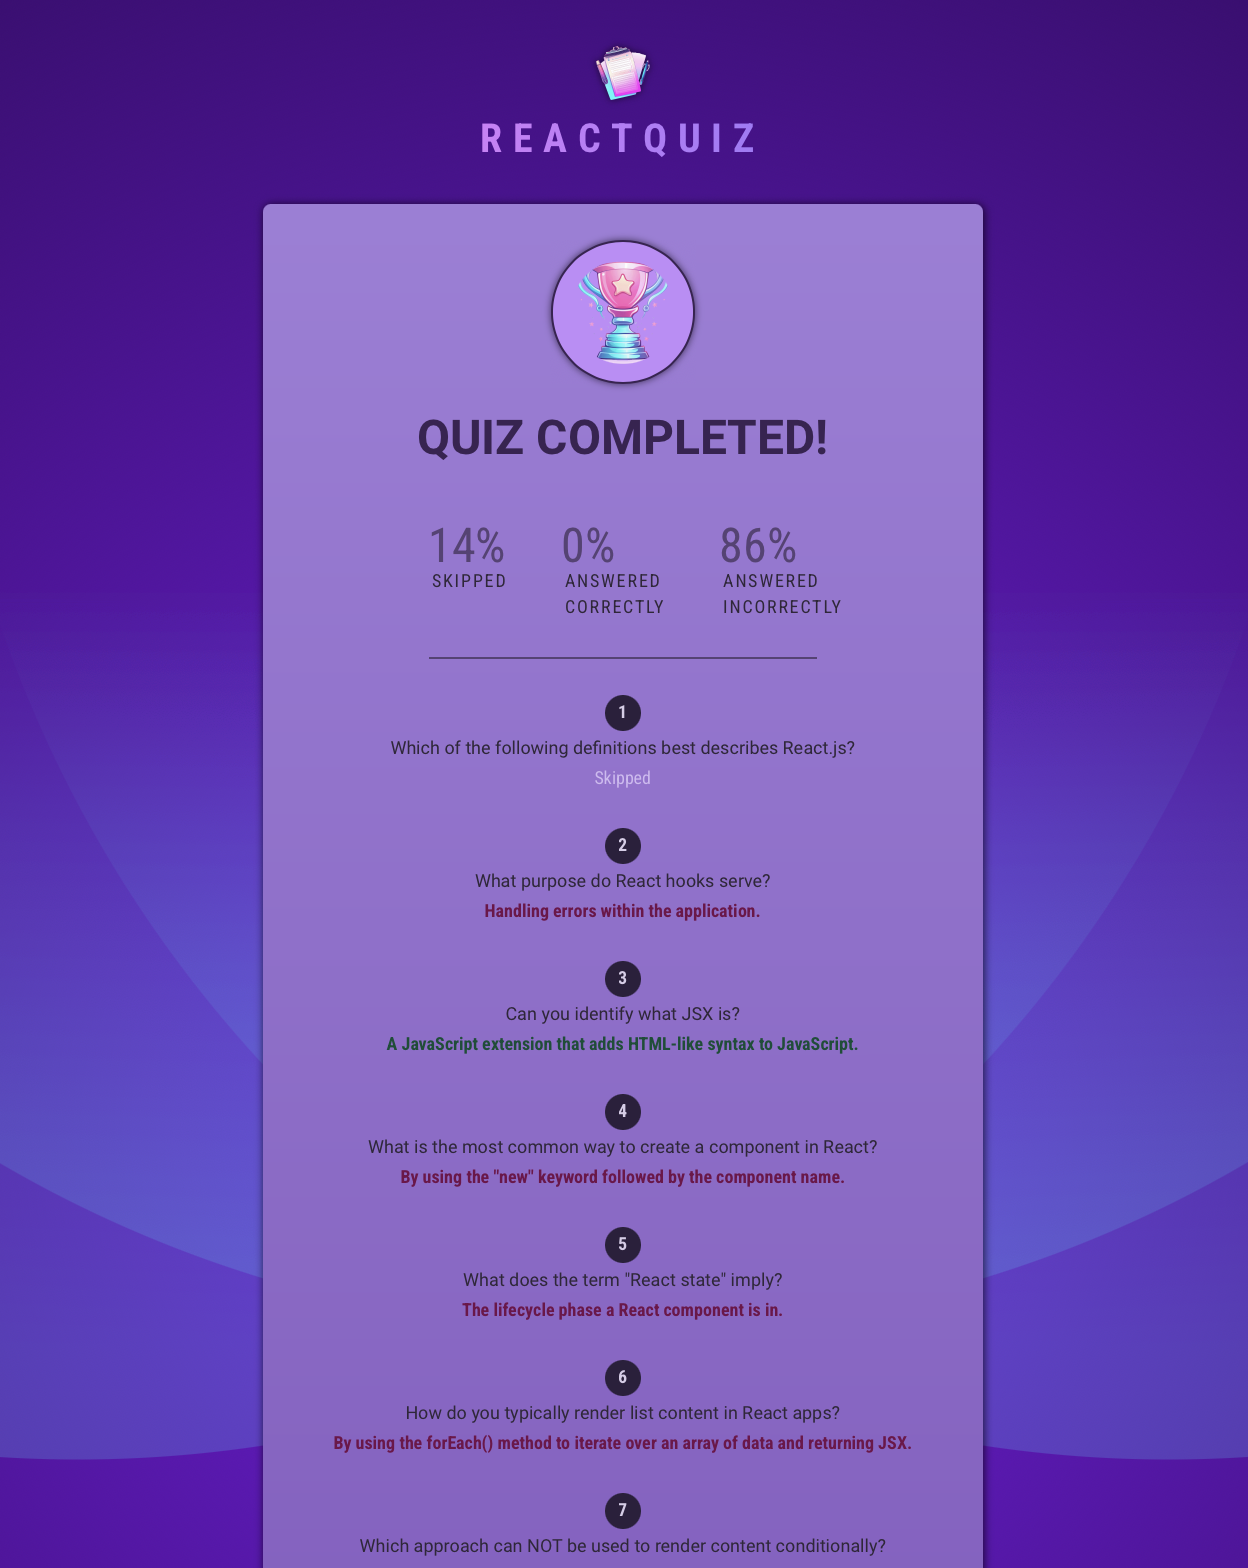 REACTQUIZ
QUIZ COMPLETED!
14%
SKIPPED
0%
ANSWERED
CORRECTLY
86%
ANSWERED
INCORRECTLY
1
Which of the following definitions best describes React.js?
Skipped
2
What purpose do React hooks serve?
Handling errors within the application.
3
Can you identify what JSX is?
A JavaScript extension that adds HTML-like syntax to JavaScript.
4
What is the most common way to create a component in React?
By using the "new" keyword followed by the component name.
5
What does the term "React state" imply?
The lifecycle phase a React component is in.
6
How do you typically render list content in React apps?
By using the forEach() method to iterate over an array of data and returning JSX.
7
Which approach can NOT be used to render content conditionally?